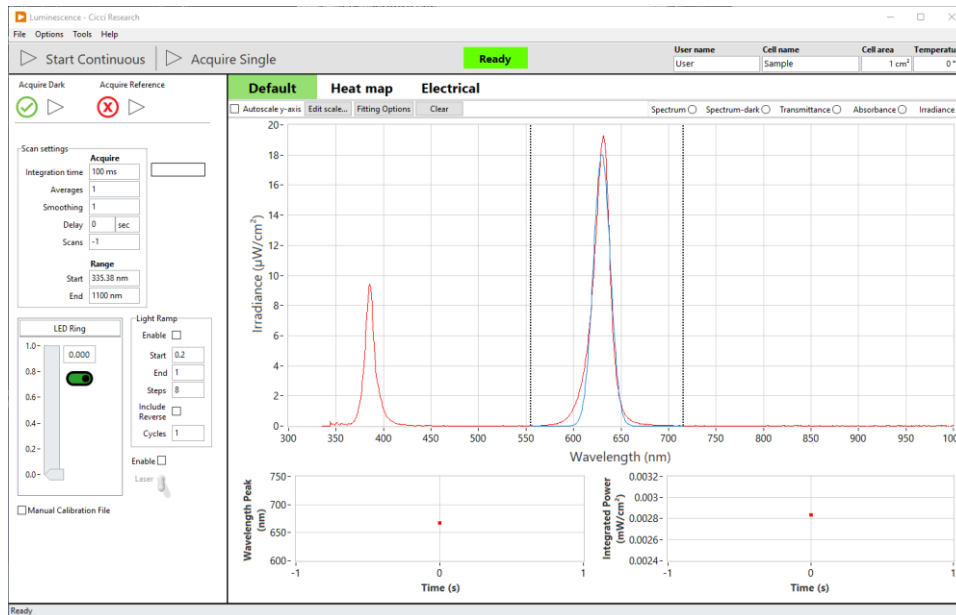 Luminescence - Cicci Research
File Options Tools Help
Start Continuous Acquire Single Ready
User name Cell name Cell area Temperatu
User Sample 1 cm² 0 °
Acquire Dark Acquire Reference
Default Heat map Electrical
Autoscale y-axis Edit scale... Fitting Options Clear Spectrum Spectrum-dark Transmittance Absorbance Irradiance
Scan settings
Acquire
Integration time 100 ms
Averages 1
Smoothing 1
Delay 0 sec
Scans -1
Range
Start 335.38 nm
End 1100 nm
LED Ring
1.0-
0.8-
0.6-
0.4-
0.2-
0.0-
0.000
Light Ramp
Enable
Start 0.2
End 1
Steps 8
Include
Reverse
Cycles 1
Enable
Laser
Manual Calibration File
Irradiance (µW/cm²)
20
18
16
14
12
10
8
6
4
2
0
300 350 400 450 500 550 600 650 700 750 800 850 900 950 100
Wavelength (nm)
Wavelength Peak
(nm)
750
700
650
600
-1 0 1
Time (s)
Integrated Power
(mW/cm²)
0.0032
0.003
0.0028
0.0026
0.0024
-1 0 1
Time (s)
Ready